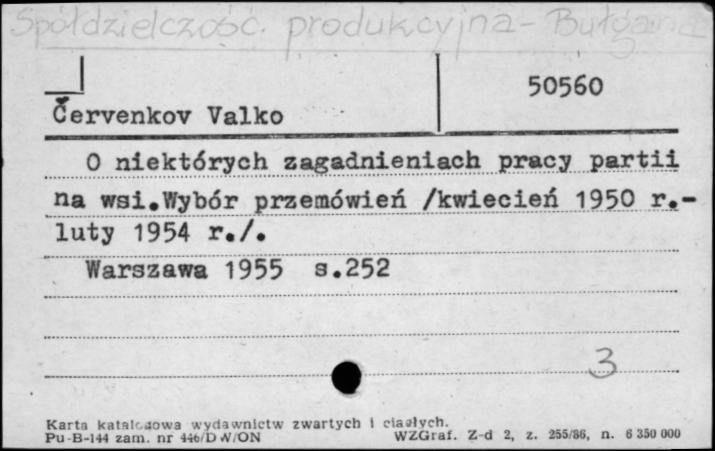 Spółdzielczość produkcyjna - Bułgaria
50560
Červenkov Valko
O niektórych zagadnieniach pracy partii
na wsi.Wybór przemówień /kwiecień 1950 r.-
luty 1954 r./.
Warszawa 1955 s.252
3
Karta katalogowa wydawnictw zwartych i ciągłych.
Pu-B-144 zam. nr 446/DW/ON WZGraf. Z-d 2, z. 255/86, n. 6 350 000